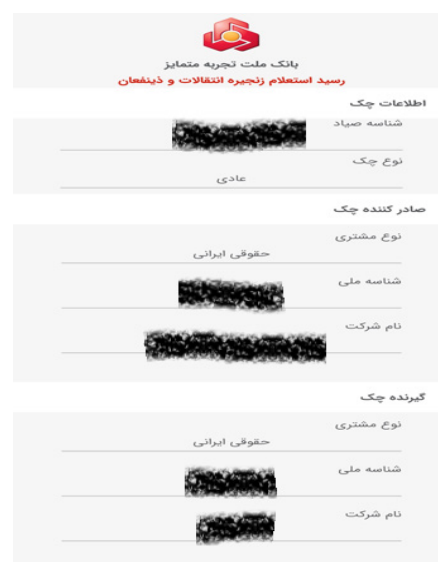 بانک ملت تجربه متمایز
رسید استعلام زنجیره انتقالات و ذینفعان
اطلاعات چک
شناسه صیاد
نوع چک
عادی
صادر کننده چک
نوع مشتری
حقوقی ایرانی
شناسه ملی
نام شرکت
گیرنده چک
نوع مشتری
حقوقی ایرانی
شناسه ملی
نام شرکت